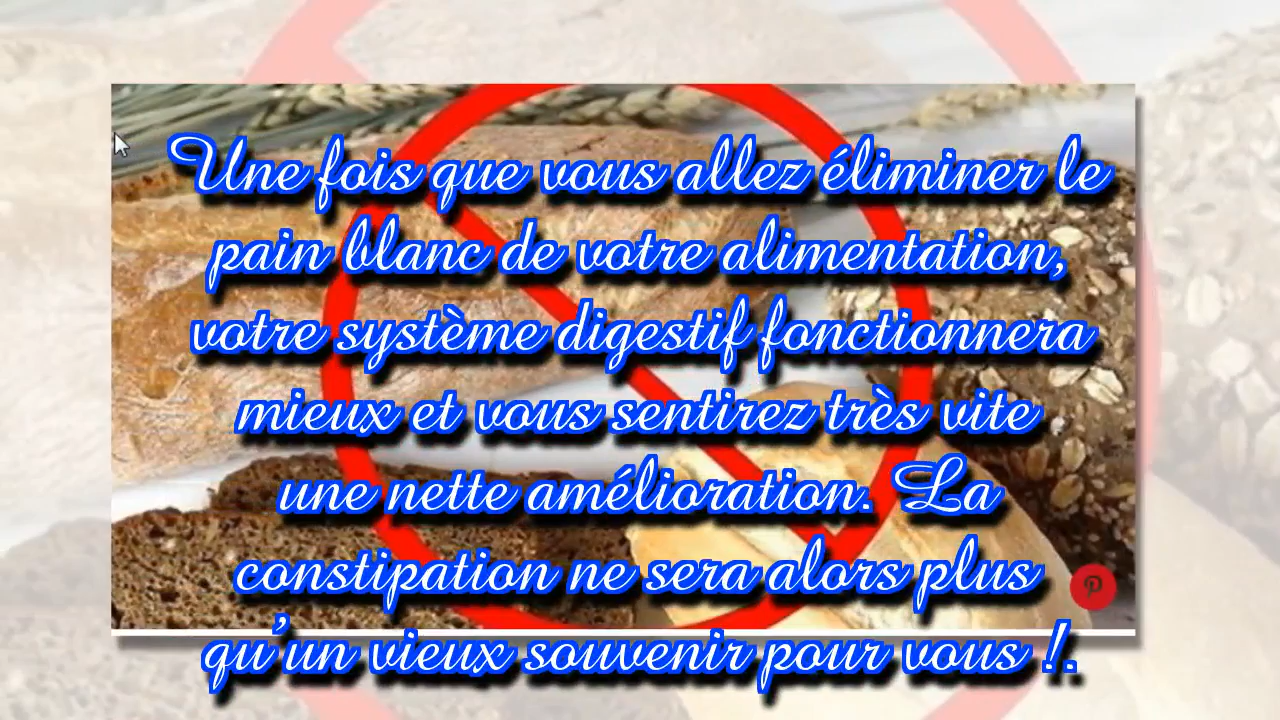 Une fois que vous allez éliminer le
pain blanc de votre alimentation,
votre système digestif fonctionnera
mieux et vous sentirez très vite
une nette amélioration. La
constipation ne sera alors plus
qu'un vieux souvenir pour vous !.